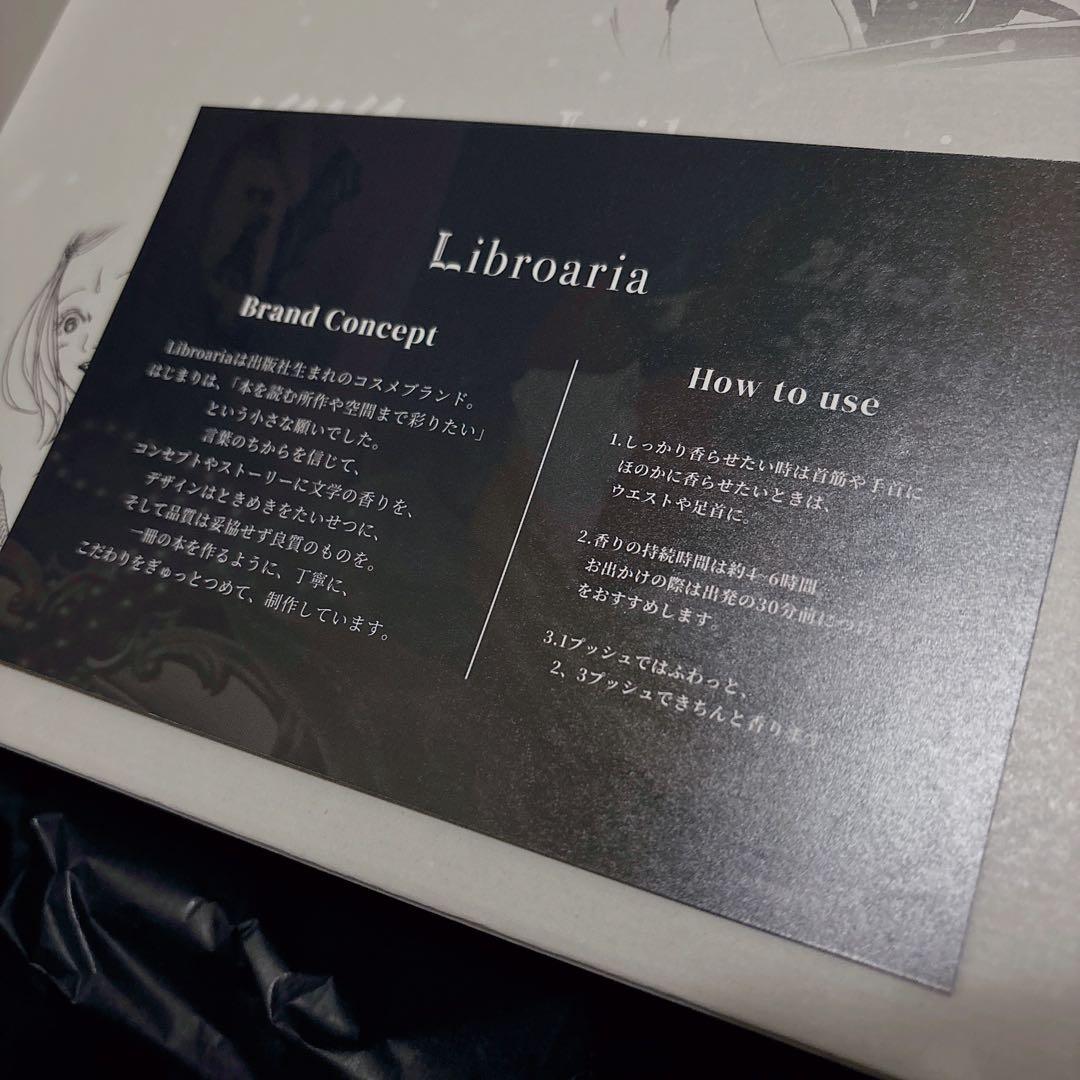 Libroaria
Brand Concept
Libroariaは出版社生まれのコスメブランド。
はじまりは、「本を読む所作や空間まで彩りたい」
という小さな願いでした。
言葉のちからを信じて、
コンセプトやストーリーに文学の香りを、
デザインはときめきをたいせつに、
そして品質は妥協せず良質のものを。
一冊の本を作るように、丁寧に、
こだわりをぎゅっとつめて、制作しています。
How to use
1.しっかり香らせたい時は首筋や手首に
ほのかに香らせたいときは、
ウエストや足首に。
2.香りの持続時間は約4~6時間
お出かけの際は出発の30分前に
をおすすめします。
3.1プッシュではふわっと、
2、3プッシュできちんと香ります